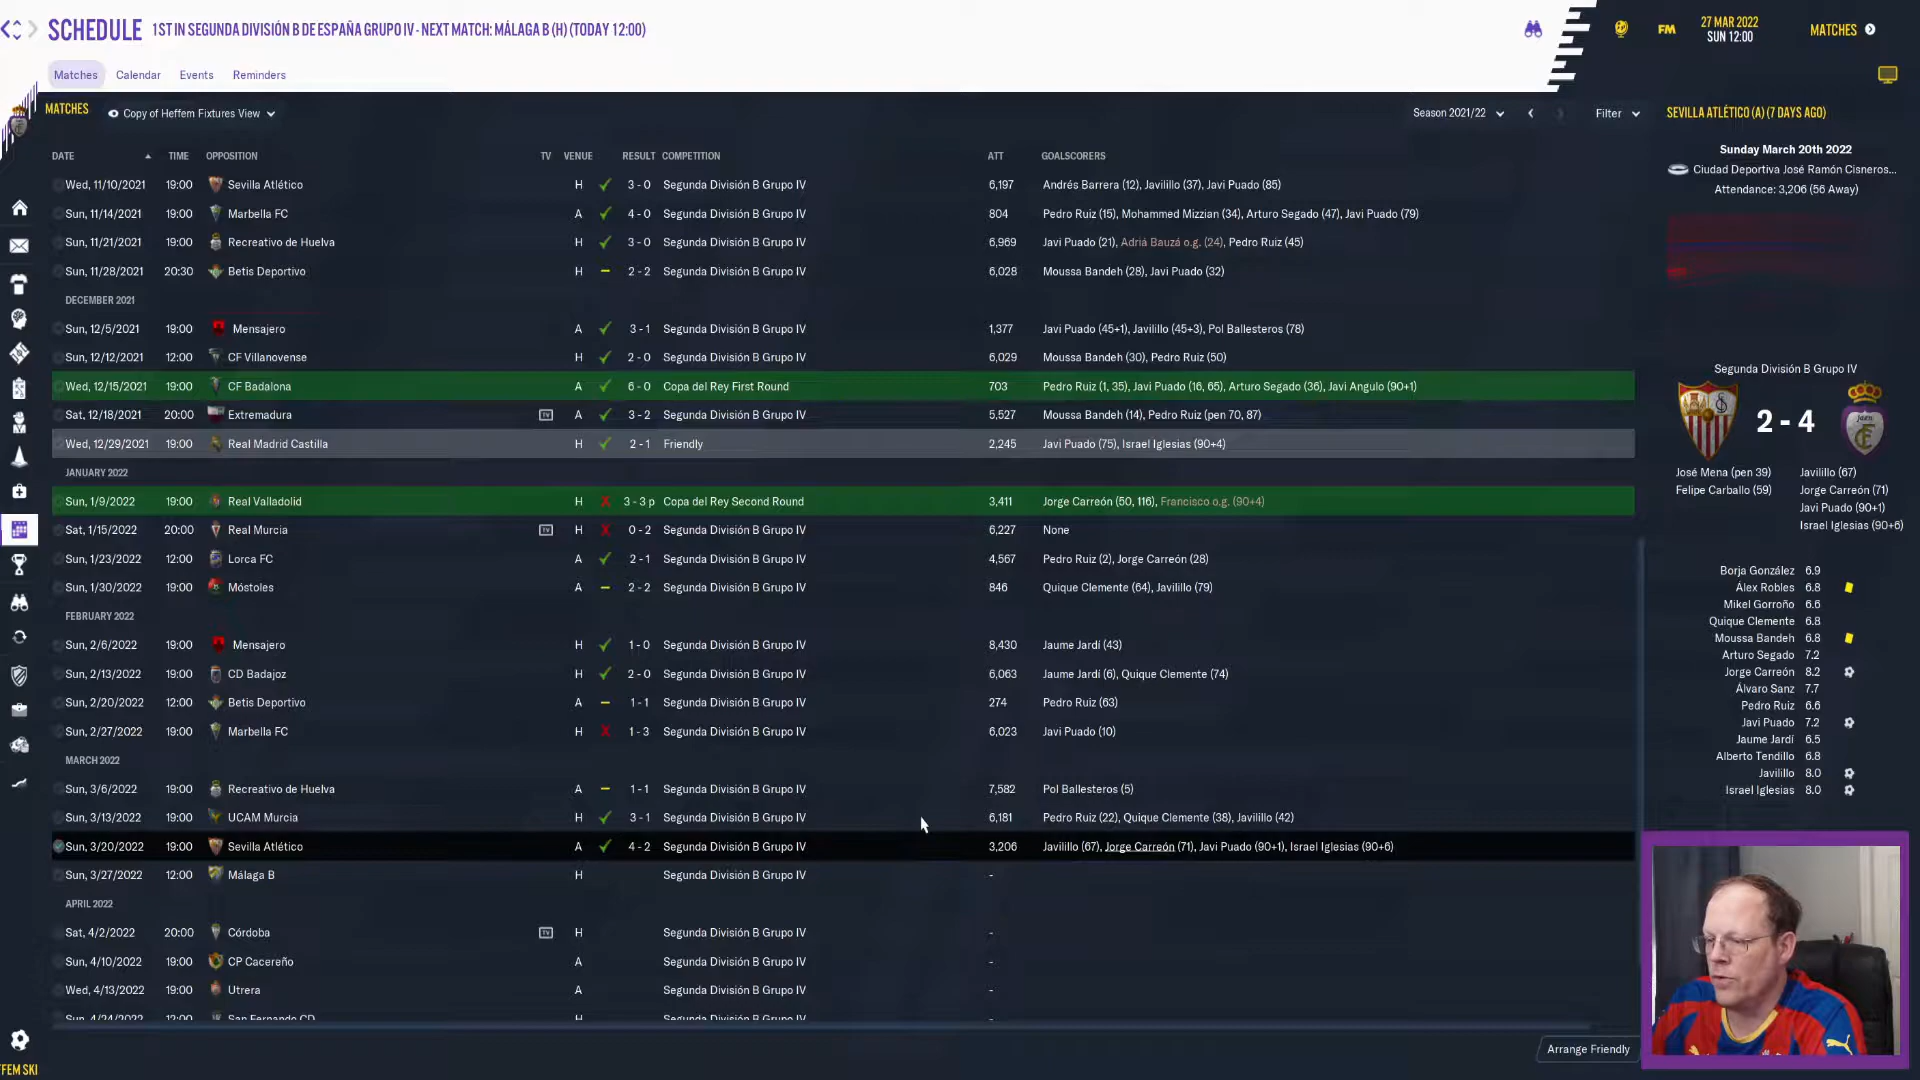 SCHEDULE 1ST IN SEGUNDA DIVISIÓN B DE ESPAÑA GRUPO IV - NEXT MATCH: MÁLAGA B (H) (TODAY 12:00)
FM 27 MAR 2022 SUN 12:00 MATCHES
Matches Calendar Events Reminders
MATCHES Copy of Heffem Fixtures View Season 2021/22 Filter
DATE TIME OPPOSITION TV VENUE RESULT COMPETITION ATT GOALSCORERS
Wed, 11/10/2021 19:00 Sevilla Atlético H 3 - 0 Segunda División B Grupo IV 6,197 Andrés Barrera (12), Javilillo (37), Javi Puado (85)
Sun, 11/14/2021 19:00 Marbella FC A 4 - 0 Segunda División B Grupo IV 804 Pedro Ruiz (15), Mohammed Mizzian (34), Arturo Segado (47), Javi Puado (79)
Sun, 11/21/2021 19:00 Recreativo de Huelva H 3 - 0 Segunda División B Grupo IV 6,969 Javi Puado (21), Adriá Bauzá o.g. (24), Pedro Ruiz (45)
Sun, 11/28/2021 20:30 Betis Deportivo H 2 - 2 Segunda División B Grupo IV 6,028 Moussa Bandeh (28), Javi Puado (32)
DECEMBER 2021
Sun, 12/5/2021 19:00 Mensajero A 3 - 1 Segunda División B Grupo IV 1,377 Javi Puado (45+1), Javilillo (45+3), Pol Ballesteros (78)
Sun, 12/12/2021 12:00 CF Villanovense H 2 - 0 Segunda División B Grupo IV 6,029 Moussa Bandeh (30), Pedro Ruiz (50)
Wed, 12/15/2021 19:00 CF Badalona A 6 - 0 Copa del Rey First Round 703 Pedro Ruiz (1, 35), Javi Puado (16, 65), Arturo Segado (36), Javi Angulo (90+1)
Sat, 12/18/2021 20:00 Extremadura TV A 3 - 2 Segunda División B Grupo IV 5,527 Moussa Bandeh (14), Pedro Ruiz (pen 70, 87)
Wed, 12/29/2021 19:00 Real Madrid Castilla H 2 - 1 Friendly 2,245 Javi Puado (75), Israel Iglesias (90+4)
JANUARY 2022
Sun, 1/9/2022 19:00 Real Valladolid H 3 - 3 p Copa del Rey Second Round 3,411 Jorge Carreón (50, 116), Francisco o.g. (90+4)
Sat, 1/15/2022 20:00 Real Murcia TV H 0 - 2 Segunda División B Grupo IV 6,227 None
Sun, 1/23/2022 12:00 Lorca FC A 2 - 1 Segunda División B Grupo IV 4,567 Pedro Ruiz (2), Jorge Carreón (28)
Sun, 1/30/2022 19:00 Móstoles A 2 - 2 Segunda División B Grupo IV 846 Quique Clemente (64), Javilillo (79)
FEBRUARY 2022
Sun, 2/6/2022 19:00 Mensajero H 1 - 0 Segunda División B Grupo IV 8,430 Jaume Jardí (43)
Sun, 2/13/2022 19:00 CD Badajoz H 2 - 0 Segunda División B Grupo IV 6,063 Jaume Jardí (6), Quique Clemente (74)
Sun, 2/20/2022 12:00 Betis Deportivo A 1 - 1 Segunda División B Grupo IV 274 Pedro Ruiz (63)
Sun, 2/27/2022 19:00 Marbella FC H 1 - 3 Segunda División B Grupo IV 6,023 Javi Puado (10)
MARCH 2022
Sun, 3/6/2022 19:00 Recreativo de Huelva A 1 - 1 Segunda División B Grupo IV 7,582 Pol Ballesteros (5)
Sun, 3/13/2022 19:00 UCAM Murcia H 3 - 1 Segunda División B Grupo IV 6,181 Pedro Ruiz (22), Quique Clemente (38), Javilillo (42)
Sun, 3/20/2022 19:00 Sevilla Atlético A 4 - 2 Segunda División B Grupo IV 3,206 Javilillo (67), Jorge Carreón (71), Javi Puado (90+1), Israel Iglesias (90+6)
Sun, 3/27/2022 12:00 Málaga B H Segunda División B Grupo IV -
APRIL 2022
Sat, 4/2/2022 20:00 Córdoba TV H Segunda División B Grupo IV -
Sun, 4/10/2022 19:00 CP Cacereño A Segunda División B Grupo IV -
Wed, 4/13/2022 19:00 Utrera A Segunda División B Grupo IV -
Sun, 4/24/2022 12:00 San Fernando CD H Segunda División B Grupo IV -
Arrange Friendly
SEVILLA ATLÉTICO (A) (7 DAYS AGO)
Sunday March 20th 2022
Ciudad Deportiva José Ramón Cisneros...
Attendance: 3,206 (56 Away)
Segunda División B Grupo IV
2 - 4
José Mena (pen 39) Javilillo (67)
Felipe Carballo (59) Jorge Carreón (71)
Javi Puado (90+1)
Israel Iglesias (90+6)
Borja González 6.9
Álex Robles 6.8
Mikel Gorroño 6.6
Quique Clemente 6.8
Moussa Bandeh 6.8
Arturo Segado 7.2
Jorge Carreón 8.2
Álvaro Sanz 7.7
Pedro Ruiz 6.6
Javi Puado 7.2
Jaume Jardí 6.5
Alberto Tendillo 6.8
Javilillo 8.0
Israel Iglesias 8.0
FFEM SKI